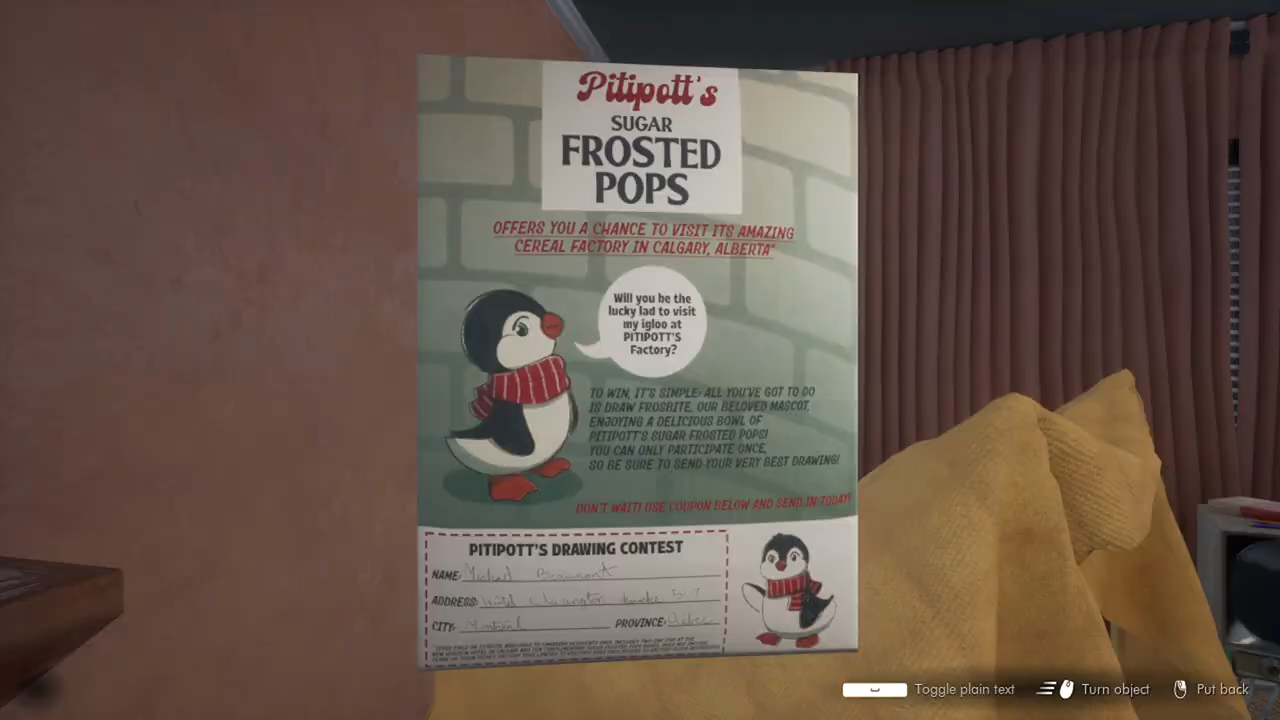 Pitipott's
SUGAR
FROSTED
POPS
OFFERS YOU A CHANCE TO VISIT ITS AMAZING
CEREAL FACTORY IN CALGARY, ALBERTA*
Will you be the
lucky lad to visit
my igloo at
PITIPOTT'S
Factory?
TO WIN, IT'S SIMPLE: ALL YOU'VE GOT TO DO
IS DRAW FROSBITE, OUR BELOVED MASCOT,
ENJOYING A DELICIOUS BOWL OF
PITIPOTT'S SUGAR FROSTED POPS!
YOU CAN ONLY PARTICIPATE ONCE,
SO BE SURE TO SEND YOUR VERY BEST DRAWING!
DON'T WAIT! USE COUPON BELOW AND SEND IN TODAY!
PITIPOTT'S DRAWING CONTEST
NAME: Michael Beaumont
ADDRESS:
CITY: Montréal PROVINCE: Québec
Toggle plain text
Turn object
Put back